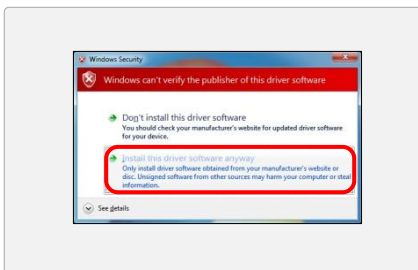 Windows Security
Windows can't verify the publisher of this driver software
Don't install this driver software
You should check your manufacturer's website for updated driver software
for your device.
Install this driver software anyway
Only install driver software obtained from your manufacturer's website or
disc. Unsigned software from other sources may harm your computer or steal
information.
See details